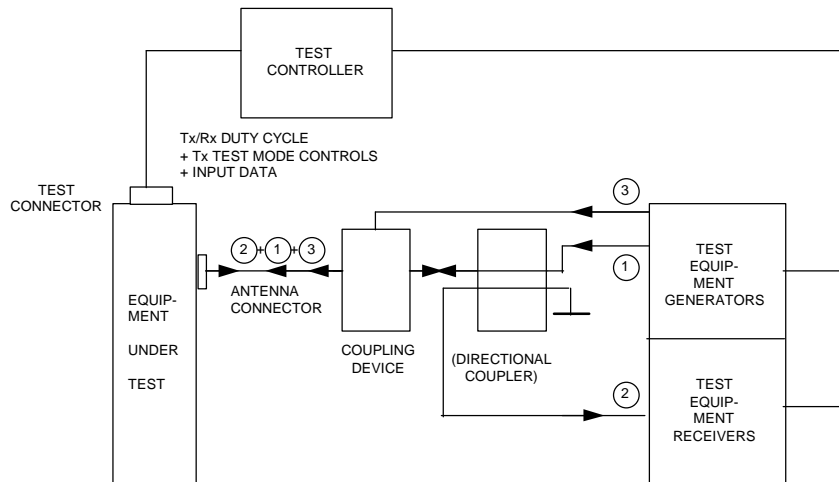 TEST
CONTROLLER
Tx/Rx DUTY CYCLE
+ Tx TEST MODE CONTROLS
+ INPUT DATA
TEST
CONNECTOR
3
2+1+3
1
TEST
EQUIP-
MENT
GENERATORS
EQUIP-
MENT
UNDER
TEST
ANTENNA
CONNECTOR
COUPLING
DEVICE
(DIRECTIONAL
COUPLER)
2
TEST
EQUIP-
MENT
RECEIVERS